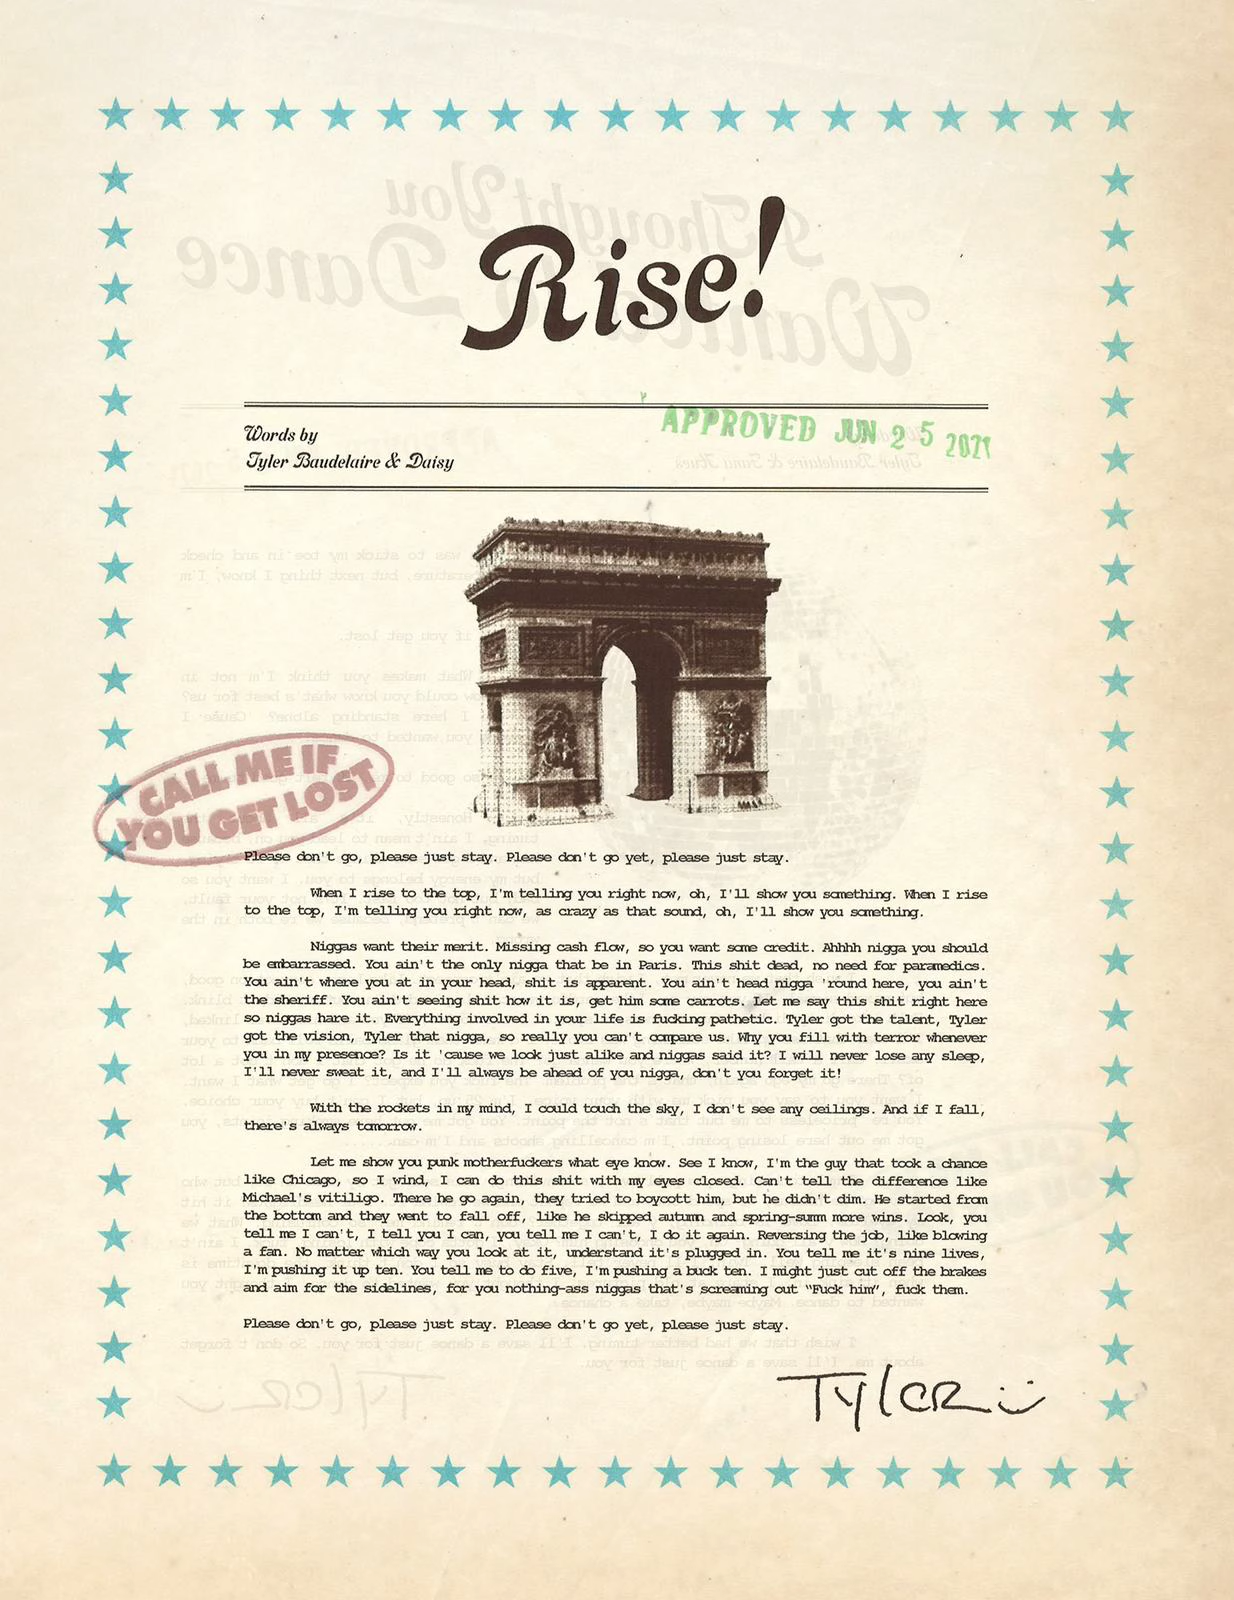 Rise!
APPROVED JUN 25 2021
Words by
Tyler Baudelaire & Daisy
CALL ME IF
YOU GET LOST
Please don't go, please just stay. Please don't go yet, please just stay.
When I rise to the top, I'm telling you right now, oh, I'll show you something. When I rise
to the top, I'm telling you right now, as crazy as that sound, oh, I'll show you something.
Niggas want their merit. Missing cash flow, so you want some credit. Ahhhh nigga you should
be embarrassed. You ain't the only nigga that be in Paris. This shit dead, no need for paramedics.
You ain't where you at in your head, shit is apparent. You ain't head nigga 'round here, you ain't
the sheriff. You ain't seeing shit how it is, get him some carrots. Let me say this shit right here
so niggas hare it. Everything involved in your life is fucking pathetic. Tyler got the talent, Tyler
got the vision, Tyler that nigga, so really you can't compare us. Why you fill with terror whenever
you in my presence? Is it 'cause we look just alike and niggas said it? I will never lose any sleep,
I'll never sweat it, and I'll always be ahead of you nigga, don't you forget it!
With the rockets in my mind, I could touch the sky, I don't see any ceilings. And if I fall,
there's always tomorrow.
Let me show you punk motherfuckers what eye know. See I know, I'm the guy that took a chance
like Chicago, so I wind, I can do this shit with my eyes closed. Can't tell the difference like
Michael's vitiligo. There he go again, they tried to boycott him, but he didn't dim. He started from
the bottom and they went to fall off, like he skipped autumn and spring-summ more wins. Look, you
tell me I can't, I tell you I can, you tell me I can't, I do it again. Reversing the job, like blowing
a fan. No matter which way you look at it, understand it's plugged in. You tell me it's nine lives,
I'm pushing it up ten. You tell me to do five, I'm pushing a buck ten. I might just cut off the brakes
and aim for the sidelines, for you nothing-ass niggas that's screaming out “Fuck him”, fuck them.
Please don't go, please just stay. Please don't go yet, please just stay.
TyLER